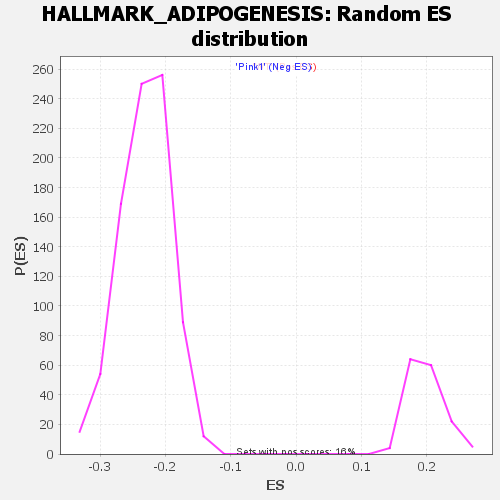 HALLMARK_ADIPOGENESIS: Random ES
distribution
'Pink1' (Neg ES)
260
240
220
200
180
160
140
120
100
80
60
40
20
0
P(ES)
Sets with pos scores: 16%
-0.3 -0.2 -0.1 0.0 0.1 0.2
ES